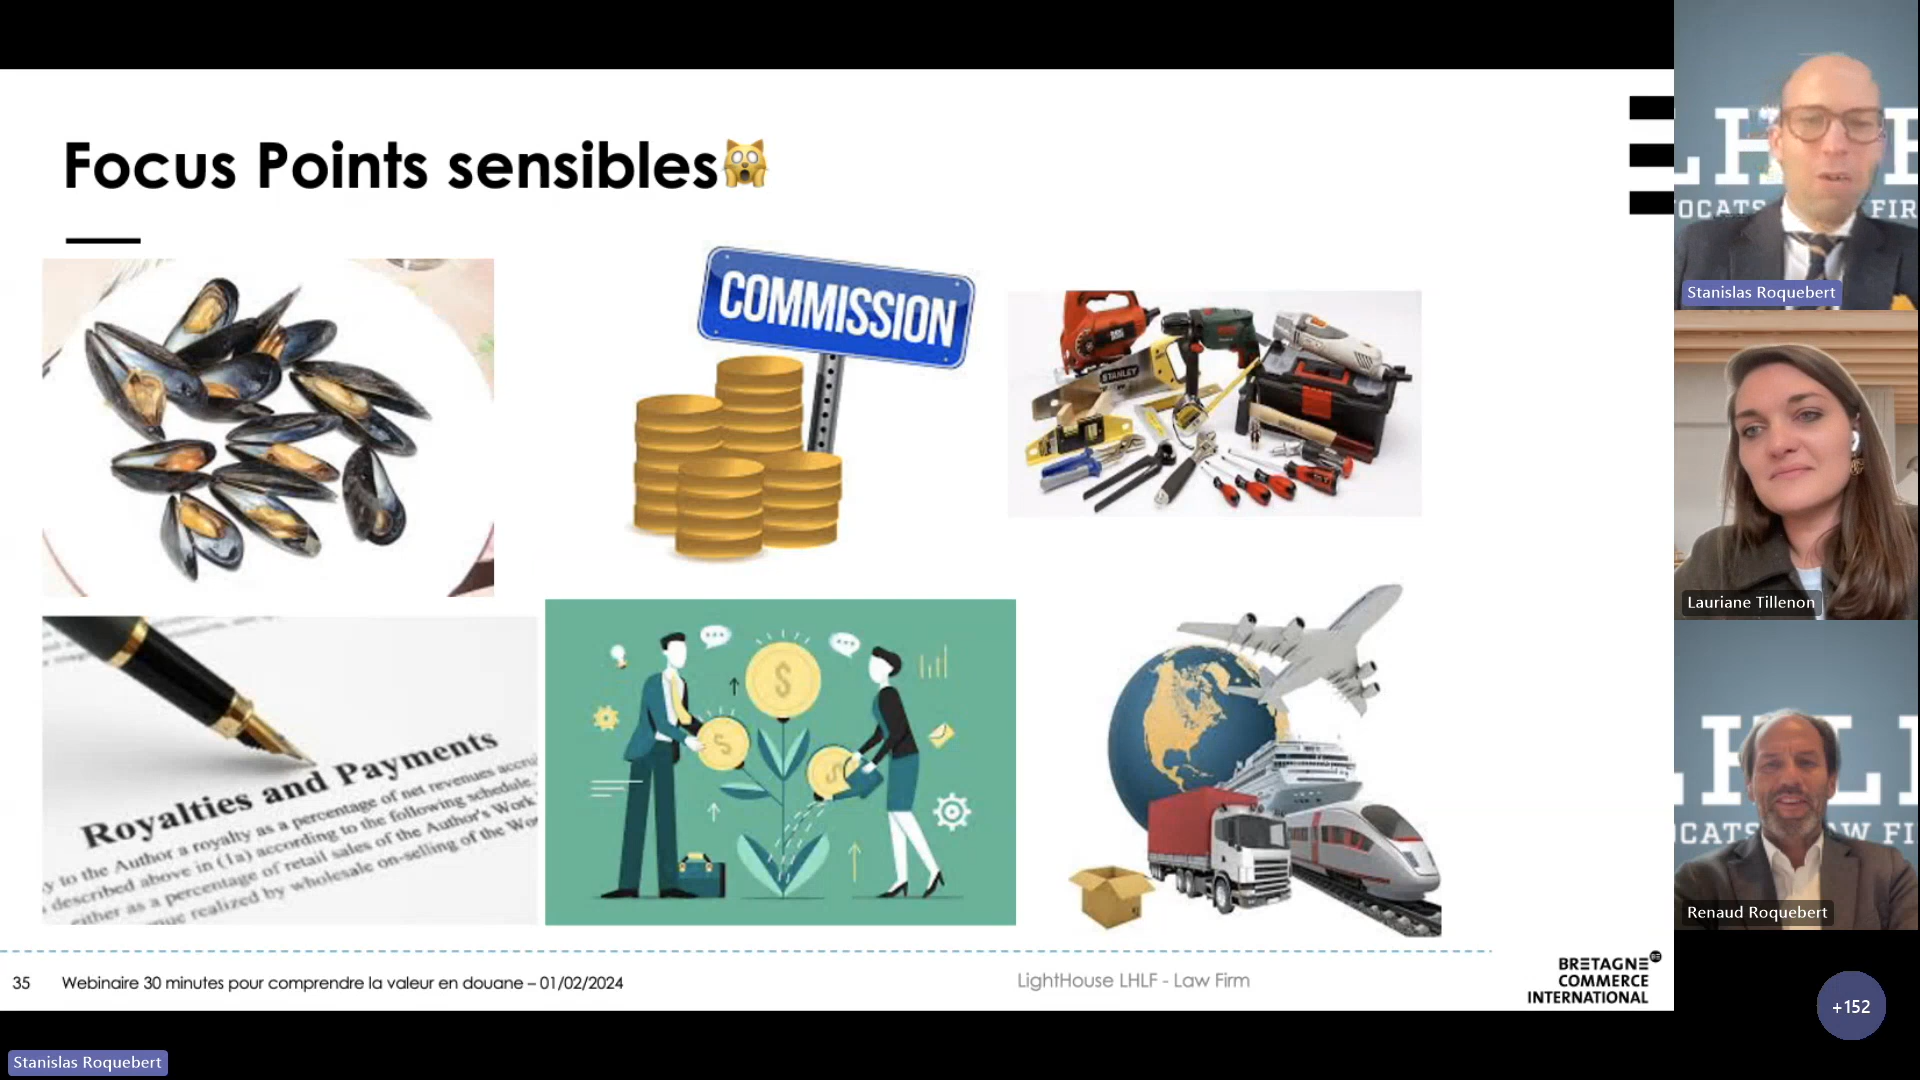 Focus Points sensibles
COMMISSION
STANLEY
Royalties and Payments
to the Author a royalty as a percentage of net revenues
described above in (1a) according to the following schedule.
either as a percentage of retail sales of the Author's Work
realized by wholesale on-selling of the
35
Webinaire 30 minutes pour comprendre la valeur en douane – 01/02/2024
LightHouse LHLF - Law Firm
BRETAGNE
COMMERCE
INTERNATIONAL
Stanislas Roquebert
Lauriane Tillenon
Renaud Roquebert
+152
Stanislas Roquebert